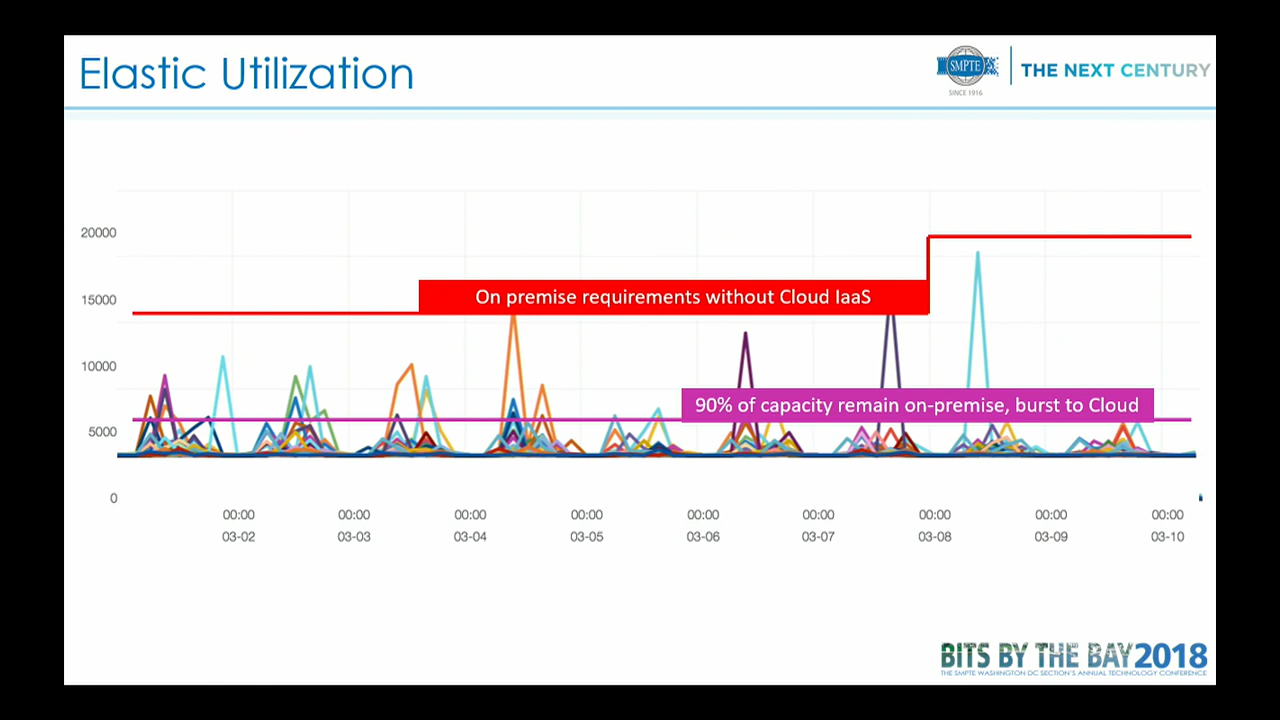 Elastic Utilization
SMPTE
SINCE 1916
THE NEXT CENTURY
20000
On premise requirements without Cloud IaaS
15000
10000
90% of capacity remain on-premise, burst to Cloud
5000
0
00:00 00:00 00:00 00:00 00:00 00:00 00:00 00:00 00:00
03-02 03-03 03-04 03-05 03-06 03-07 03-08 03-09 03-10
BITS BY THE BAY 2018
THE SMPTE WASHINGTON DC SECTION'S ANNUAL TECHNOLOGY CONFERENCE